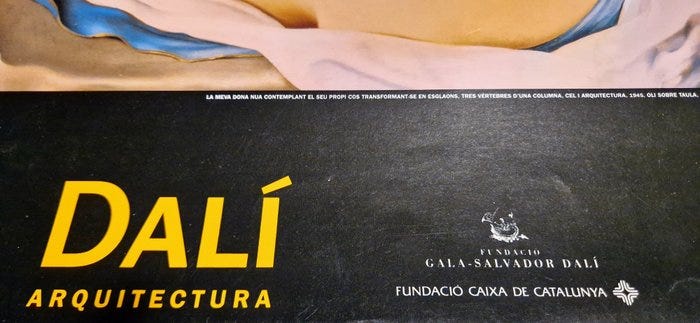 LA MEVA DONA NUA CONTEMPLANT EL SEU PROPI COS TRANSFORMANT-SE EN ESGLAONS, TRES VÈRTEBRES D'UNA COLUMNA, CEL I ARQUITECTURA, 1945, OLI SOBRE TAULA.
DALÍ
ARQUITECTURA
FUNDACIÓ
GALA-SALVADOR DALÍ
FUNDACIÓ CAIXA DE CATALUNYA